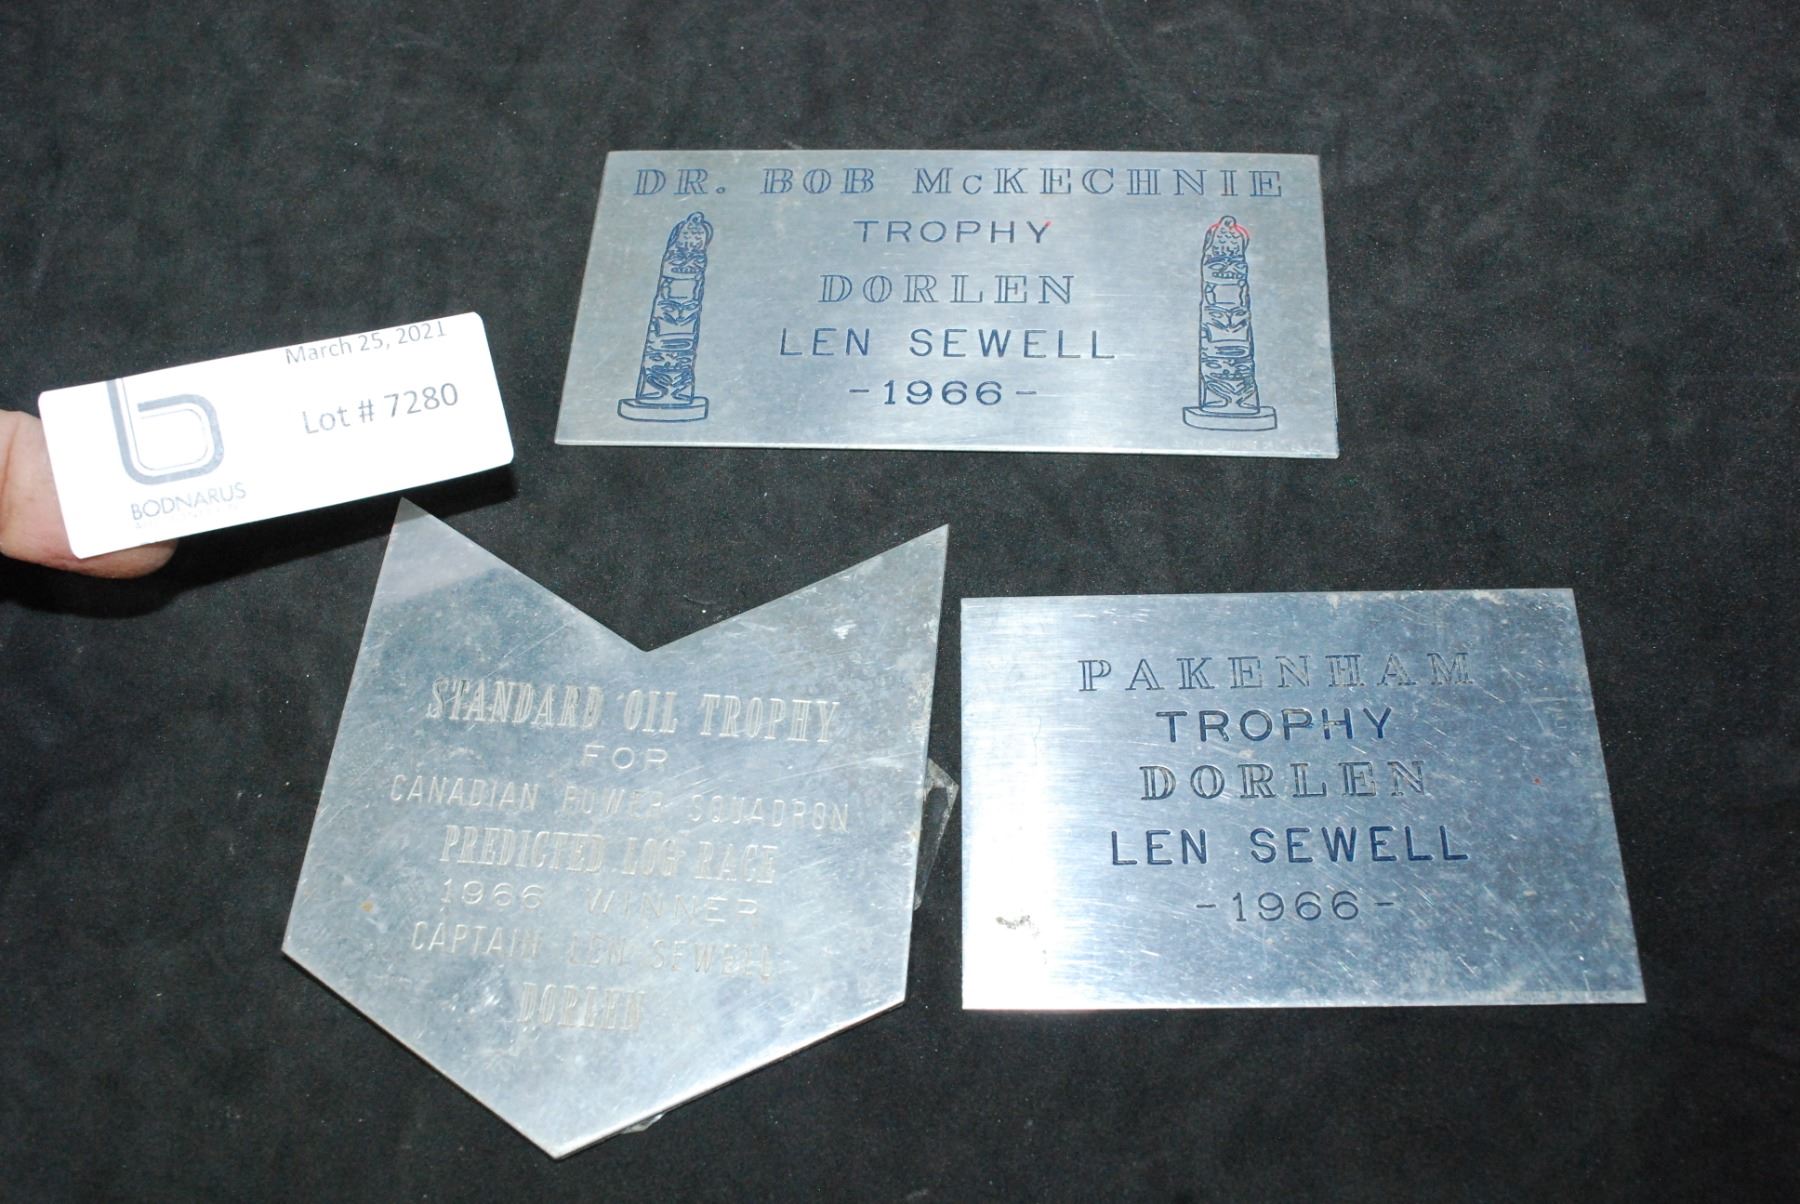 DR. BOB McKECHNIE
TROPHY
DORLEN
LEN SEWELL
-1966-
March 25, 2021
Lot # 7280
BODNARUS
STANDARD OIL TROPHY
FOR
CANADIAN POWER SQUADRON
PREDICTED LOG RACE
1966 WINNER
CAPTAIN LEN SEWELL
DORLEN
PAKENHAM
TROPHY
DORLEN
LEN SEWELL
-1966-